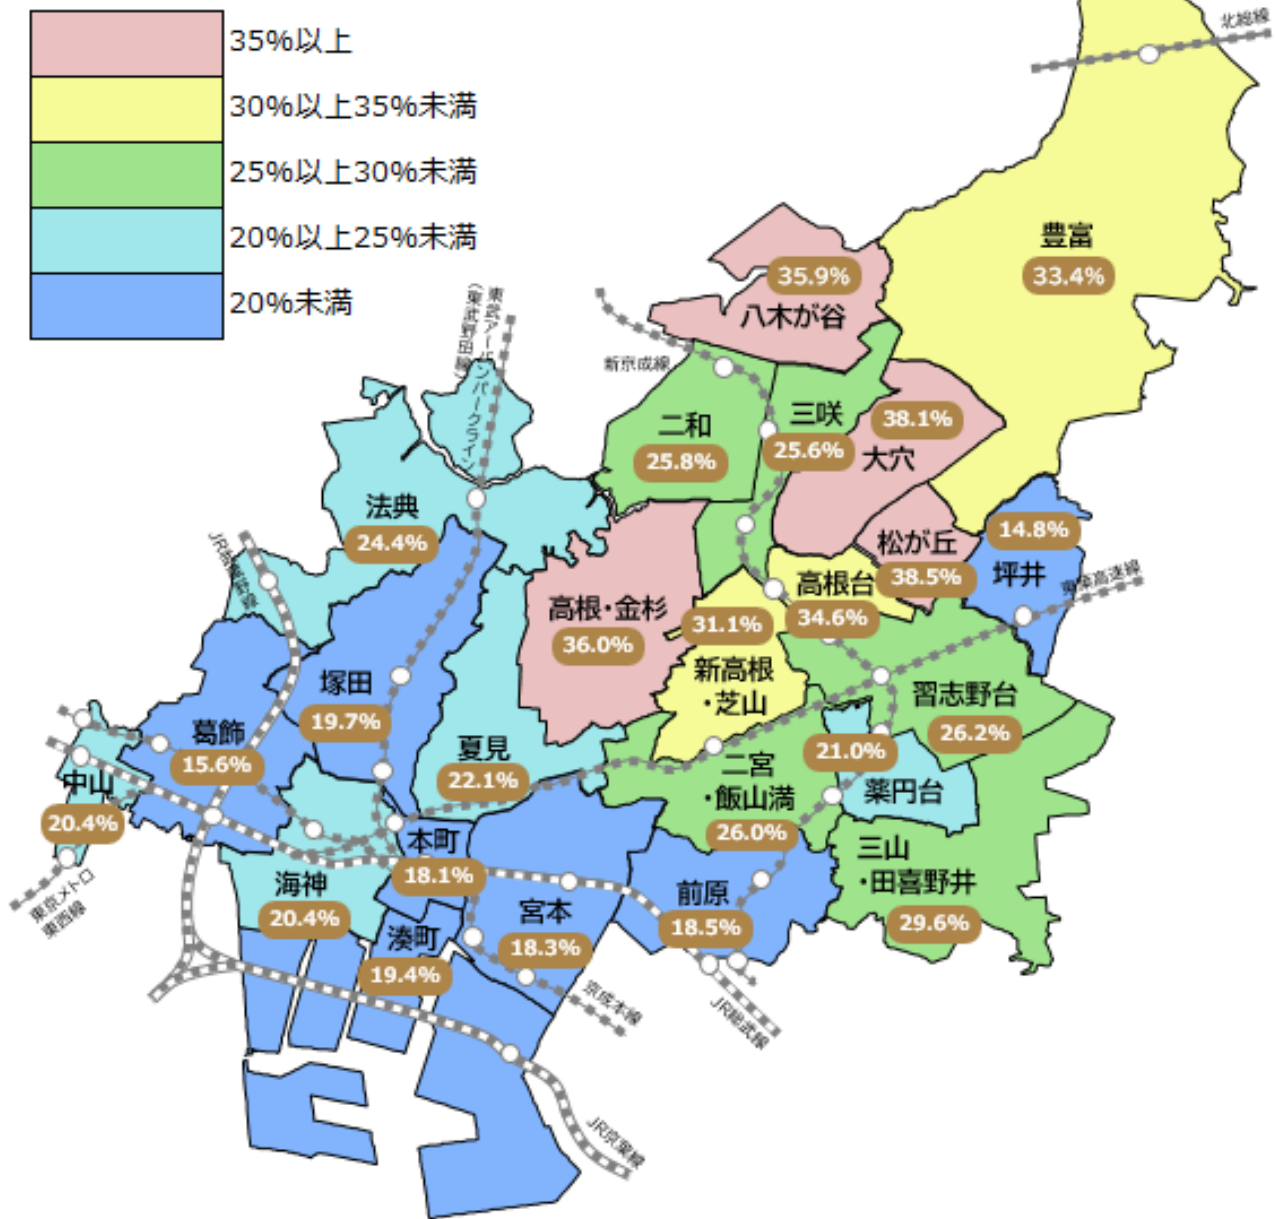 35%以上
30%以上35%未満
25%以上30%未満
20%以上25%未満
20%未満
北総線
豊富
33.4%
35.9%
八木が谷
新京成線
東武アーバンパークライン
(東武野田線)
二和
25.8%
三咲
25.6%
38.1%
大穴
法典
24.4%
松が丘
38.5%
14.8%
坪井
東葉高速線
高根台
34.6%
高根・金杉
36.0%
31.1%
新高根
・芝山
塚田
19.7%
習志野台
26.2%
葛飾
15.6%
夏見
22.1%
21.0%
薬円台
中山
20.4%
二宮
・飯山満
26.0%
本町
18.1%
三山
・田喜野井
29.6%
東京メトロ
東西線
海神
20.4%
前原
18.5%
宮本
18.3%
湊町
19.4%
京成本線
JR総武線
JR京葉線